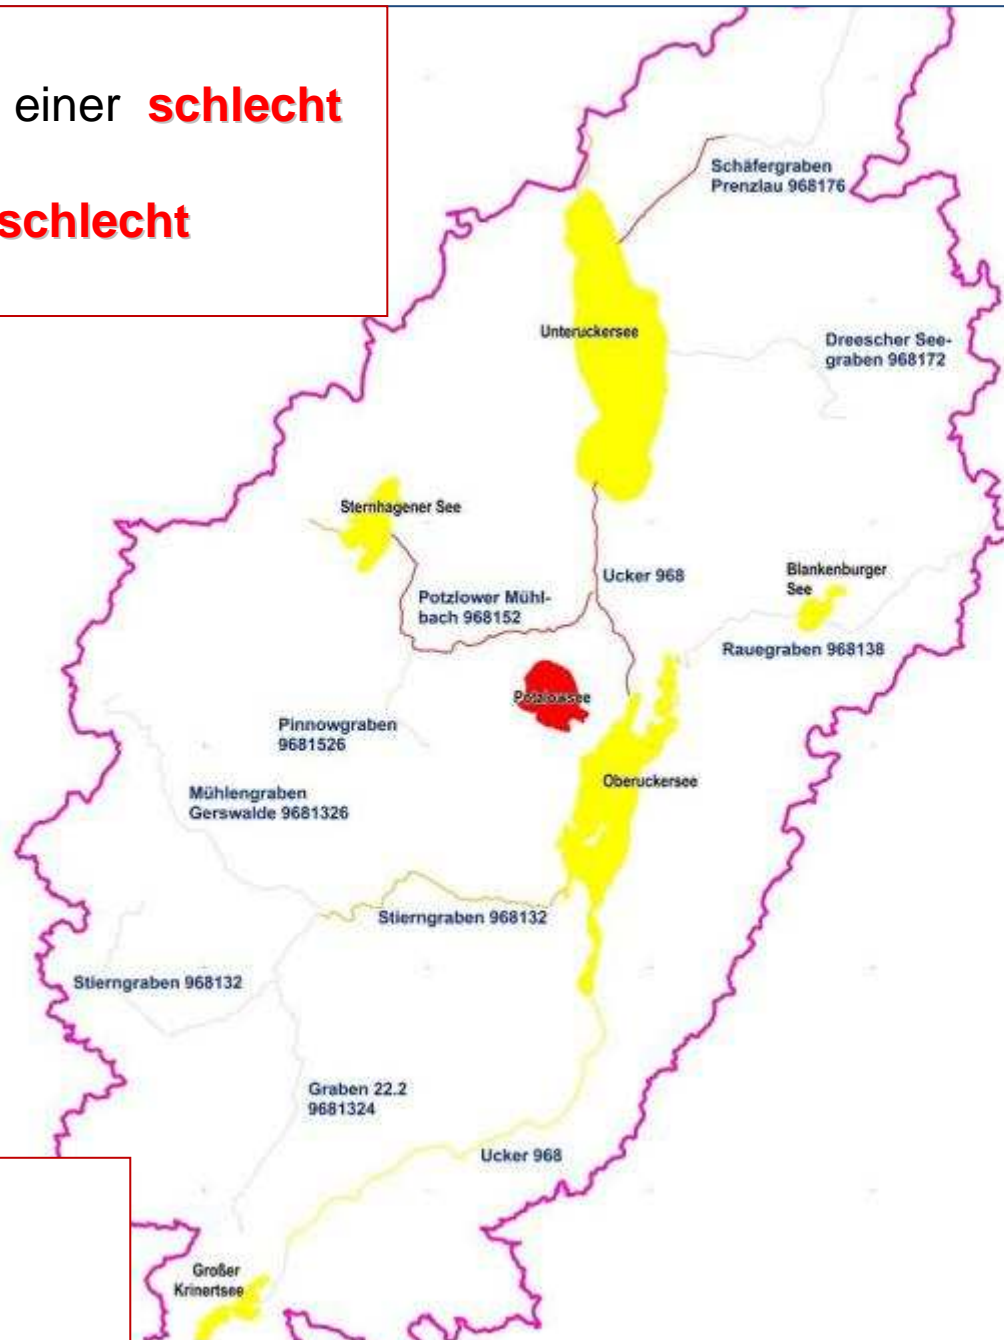 einer schlecht
schlecht
Schäfergraben
Prenzlau 968176
Unteruckersee
Dreescher See-
graben 968172
Sternhagener See
Ucker 968
Blankenburger
See
Potzlower Mühl-
bach 968152
Rauegraben 968138
Potzlowsee
Pinnowgraben
9681526
Oberuckersee
Mühlengraben
Gerswalde 9681326
Stierngraben 968132
Stierngraben 968132
Graben 22.2
9681324
Ucker 968
Großer
Krinertsee